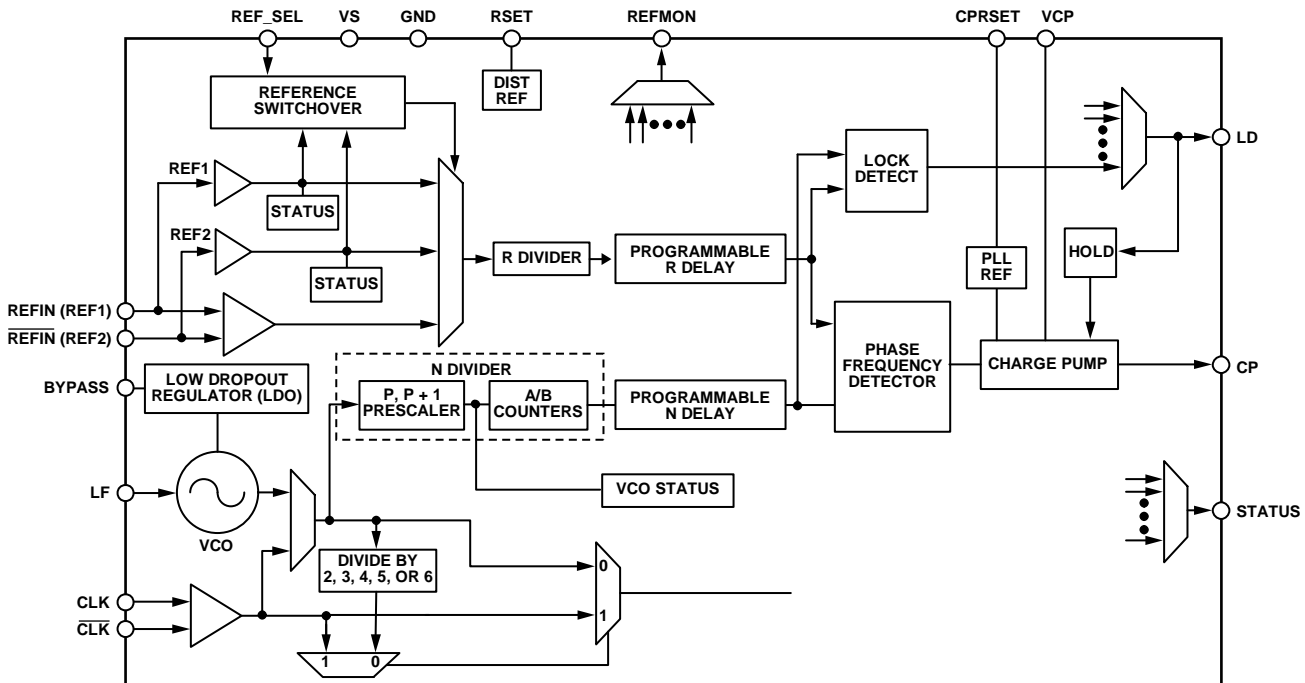 REF_SEL
VS
GND
RSET
REFMON
CPRSET
VCP
REFERENCE
SWITCHOVER
DIST
REF
LD
REF1
STATUS
LOCK
DETECT
REF2
STATUS
R DIVIDER
PROGRAMMABLE
R DELAY
PLL
REF
HOLD
REFIN (REF1)
REFIN (REF2)
BYPASS
LOW DROPOUT
REGULATOR (LDO)
N DIVIDER
P, P + 1
PRESCALER
A/B
COUNTERS
PROGRAMMABLE
N DELAY
PHASE
FREQUENCY
DETECTOR
CHARGE PUMP
CP
LF
VCO
VCO STATUS
STATUS
DIVIDE BY
2, 3, 4, 5, OR 6
0
1
CLK
CLK
1
0